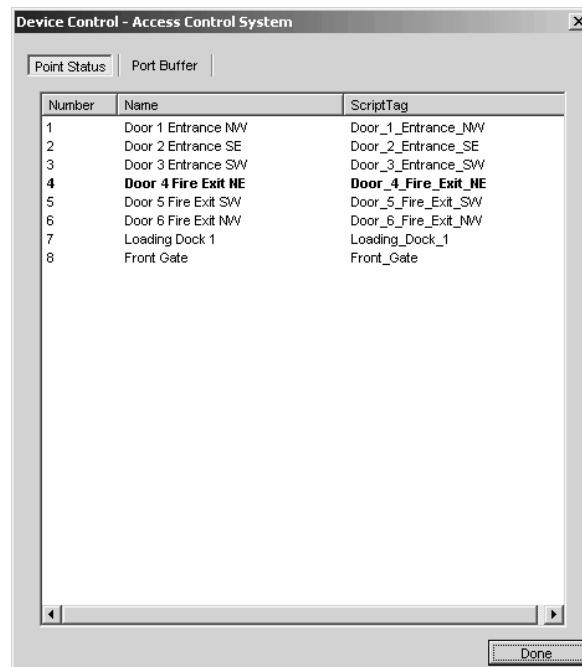 Device Control - Access Control System
Point Status Port Buffer
Number Name ScriptTag
1 Door 1 Entrance NW Door_1_Entrance_NW
2 Door 2 Entrance SE Door_2_Entrance_SE
3 Door 3 Entrance SW Door_3_Entrance_SW
4 Door 4 Fire Exit NE Door_4_Fire_Exit_NE
5 Door 5 Fire Exit SW Door_5_Fire_Exit_SW
6 Door 6 Fire Exit NW Door_6_Fire_Exit_NW
7 Loading Dock 1 Loading_Dock_1
8 Front Gate Front_Gate
Done